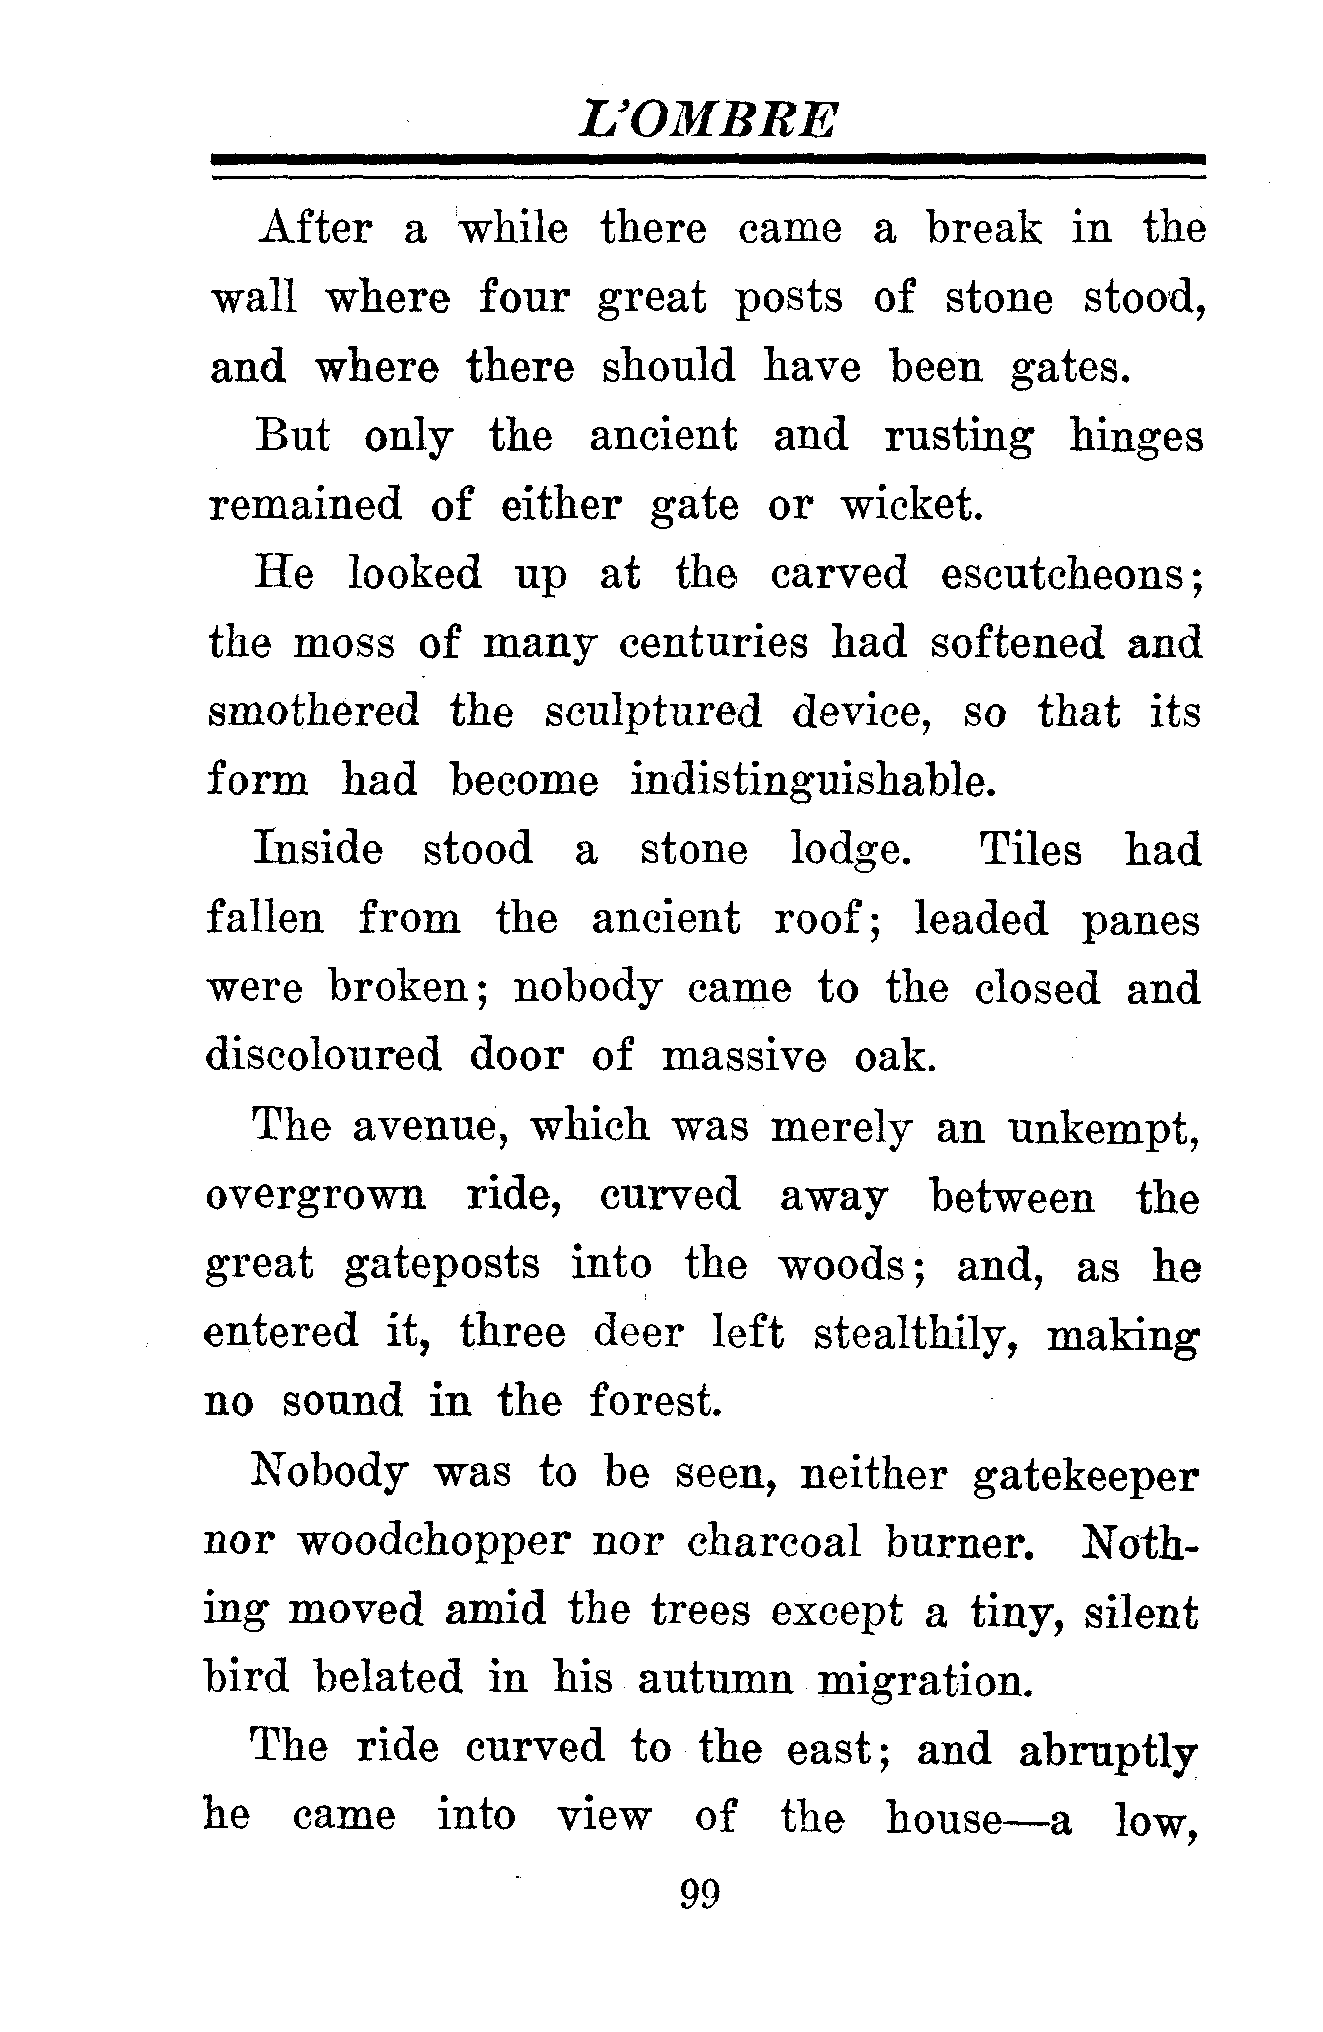 L'OMBRE
After a while there came a break in the
wall where four great posts of stone stood,
and where there should have been gates.
But only the ancient and rusting hinges
remained of either gate or wicket.
He looked up at the carved escutcheons;
the moss of many centuries had softened and
smothered the sculptured device, so that its
form had become indistinguishable.
Inside stood a stone lodge. Tiles had
fallen from the ancient roof; leaded panes
were broken; nobody came to the closed and
discoloured door of massive oak.
The avenue, which was merely an unkempt,
overgrown ride, curved away between the
great gateposts into the woods; and, as he
entered it, three deer left stealthily, making
no sound in the forest.
Nobody was to be seen, neither gatekeeper
nor woodchopper nor charcoal burner. Noth-
ing moved amid the trees except a tiny, silent
bird belated in his autumn migration.
The ride curved to the east; and abruptly
he came into view of the house—a low,
99